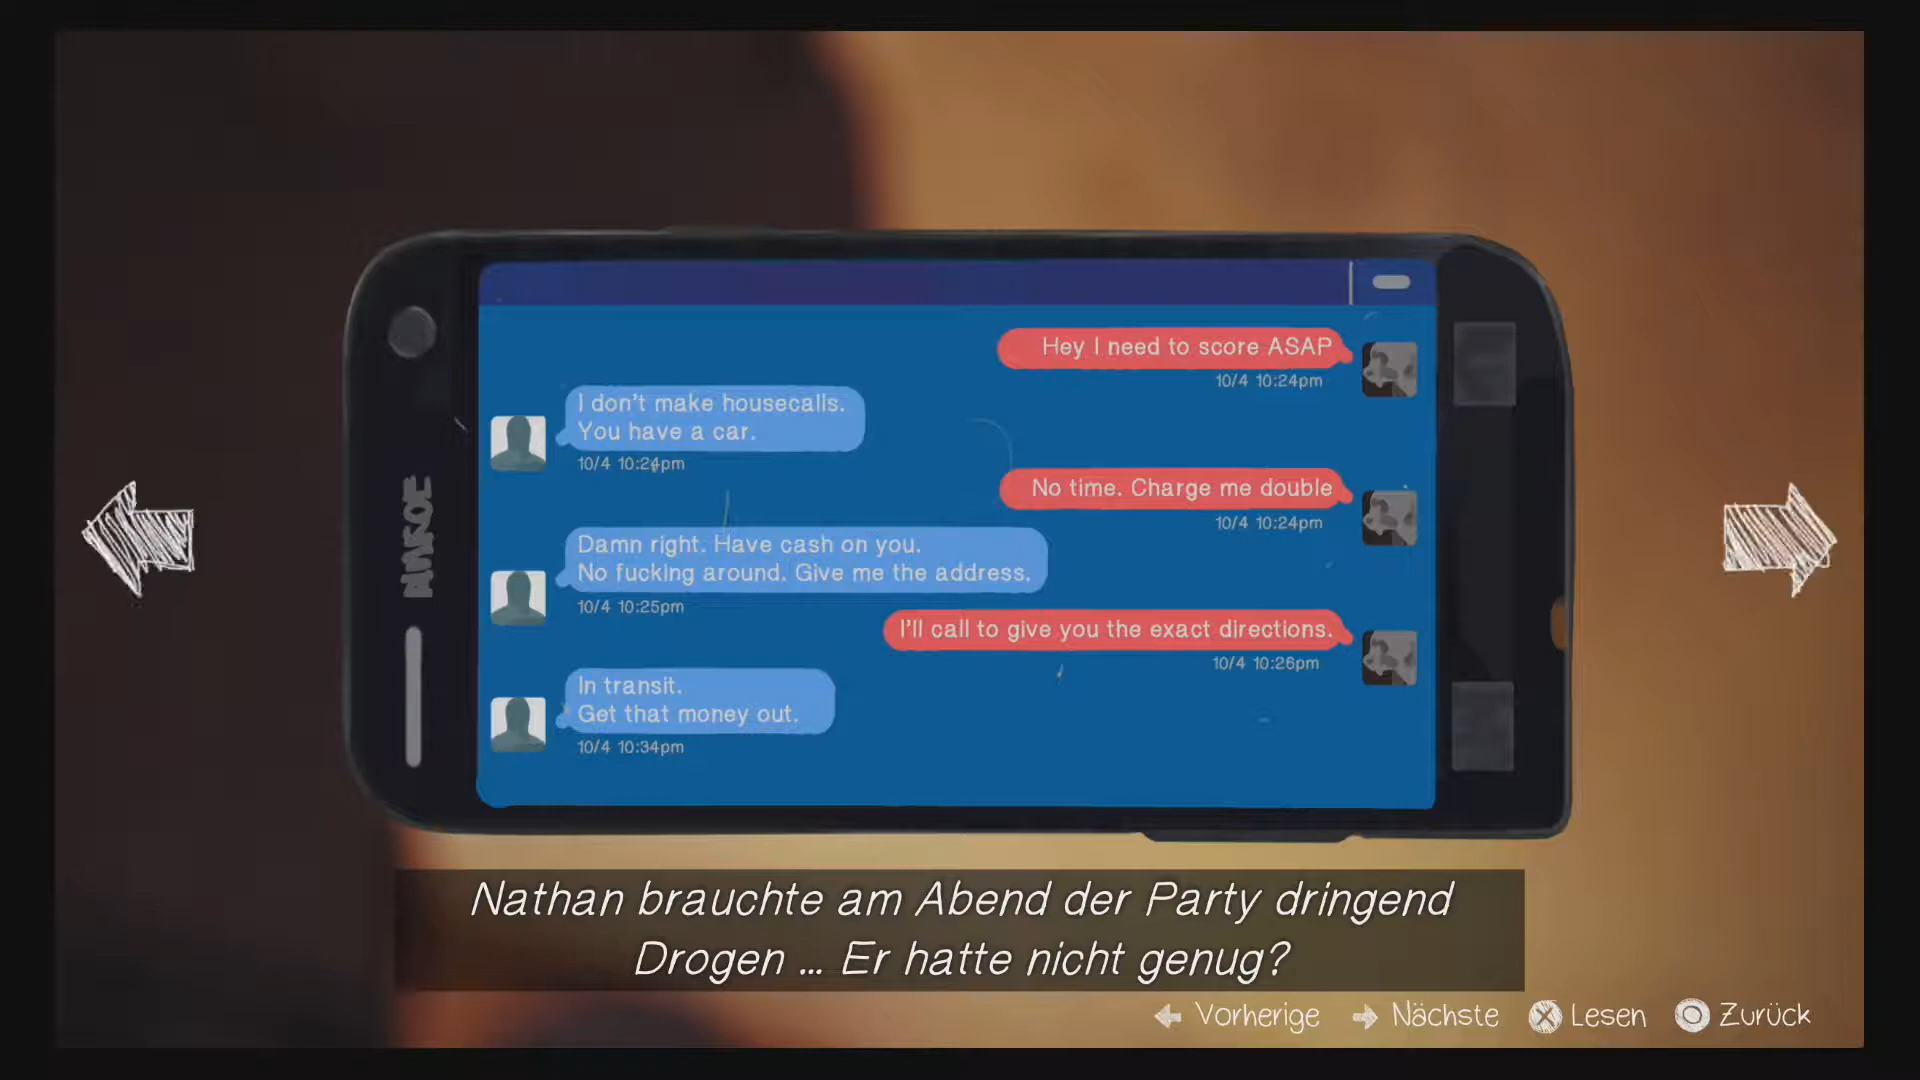 Hey I need to score ASAP
10/4 10:24pm
I don't make housecalls.
You have a car.
10/4 10:24pm
No time. Charge me double
10/4 10:24pm
Damn right. Have cash on you.
No fucking around. Give me the address.
10/4 10:25pm
I'll call to give you the exact directions.
10/4 10:26pm
In transit.
Get that money out.
10/4 10:34pm
Nathan brauchte am Abend der Party dringend
Drogen ... Er hatte nicht genug?
Vorherige Nächste Lesen Zurück